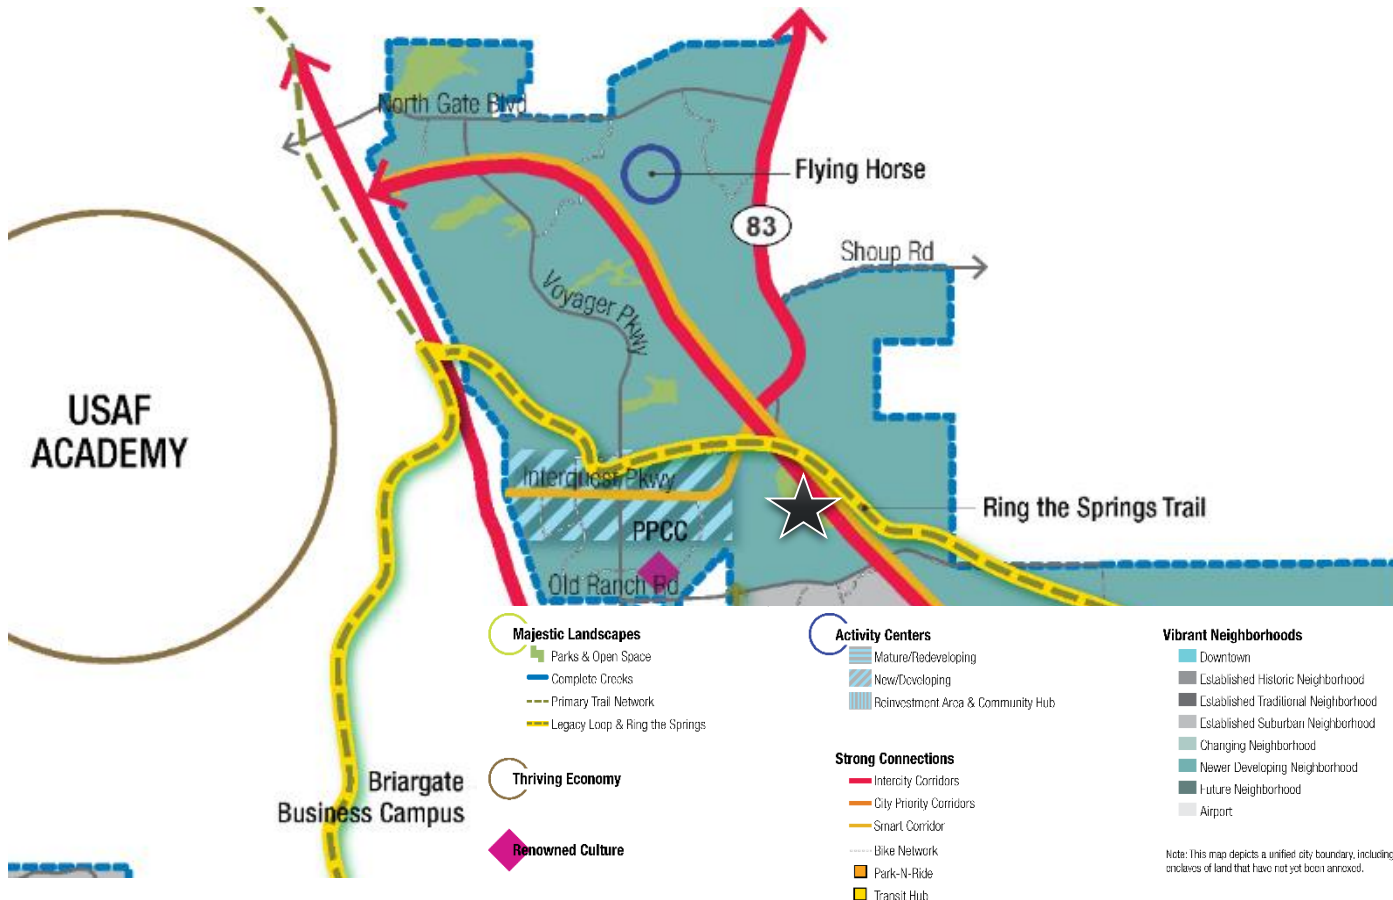 North Gate Blvd
Flying Horse
83
Shoup Rd
Voyager Pkwy
USAF
ACADEMY
Interquest Pkwy
Ring the Springs Trail
PPCC
Old Ranch Rd
Briargate
Business Campus
Majestic Landscapes
Parks & Open Space
Complete Creeks
Primary Trail Network
Legacy Loop & Ring the Springs
Thriving Economy
Renowned Culture
Activity Centers
Mature/Redeveloping
New/Developing
Reinvestment Area & Community Hub
Strong Connections
Intercity Corridors
City Priority Corridors
Smart Corridor
Bike Network
Park-N-Ride
Transit Hub
Vibrant Neighborhoods
Downtown
Established Historic Neighborhood
Established Traditional Neighborhood
Established Suburban Neighborhood
Changing Neighborhood
Newer Developing Neighborhood
Future Neighborhood
Airport
Note: This map depicts a unified city boundary, including
enclaves of land that have not yet been annexed.